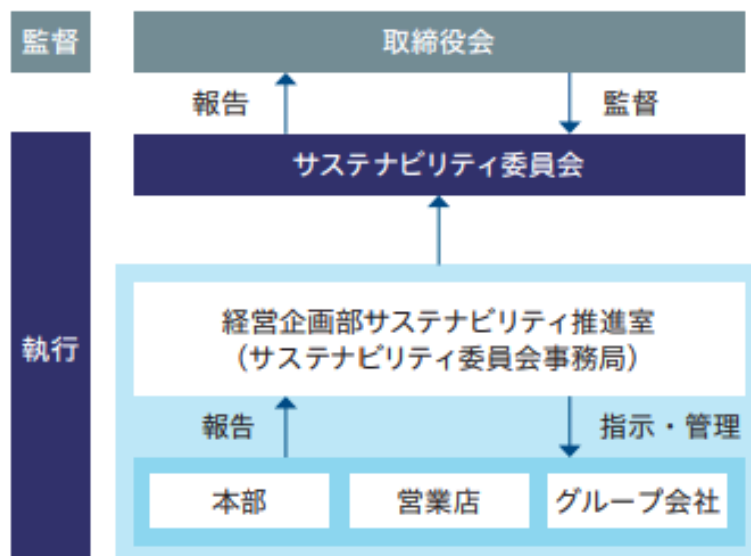 監督
取締役会
報告
監督
執行
サステナビリティ委員会
経営企画部サステナビリティ推進室
（サステナビリティ委員会事務局）
報告
指示・管理
本部
営業店
グループ会社